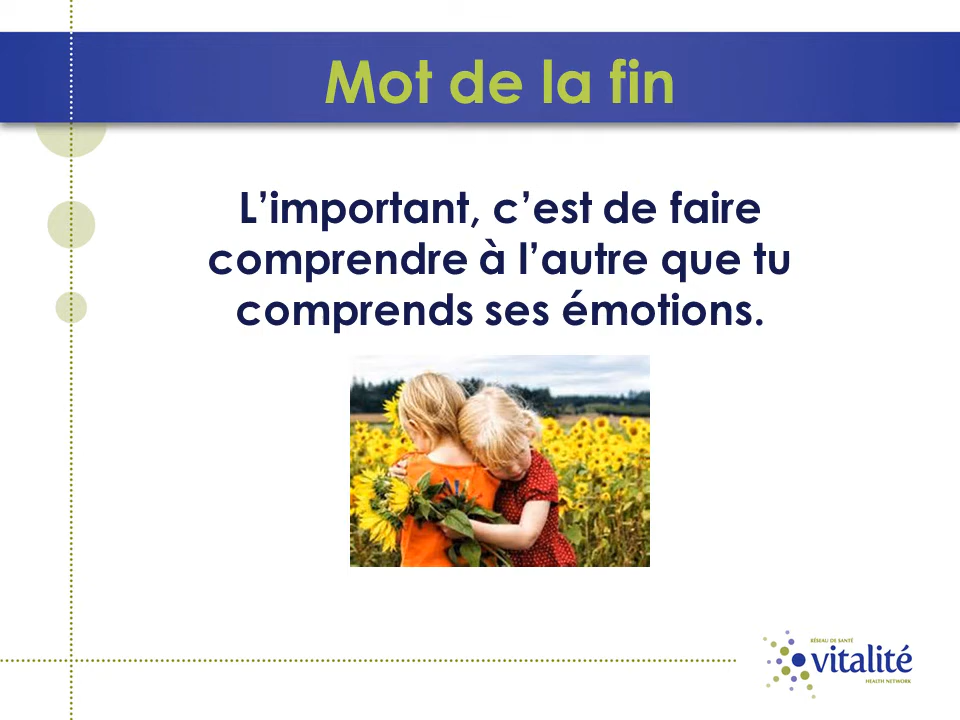 Mot de la fin
L’important, c’est de faire
comprendre à l’autre que tu
comprends ses émotions.
RÉSEAU DE SANTÉ
vitalité
HEALTH NETWORK